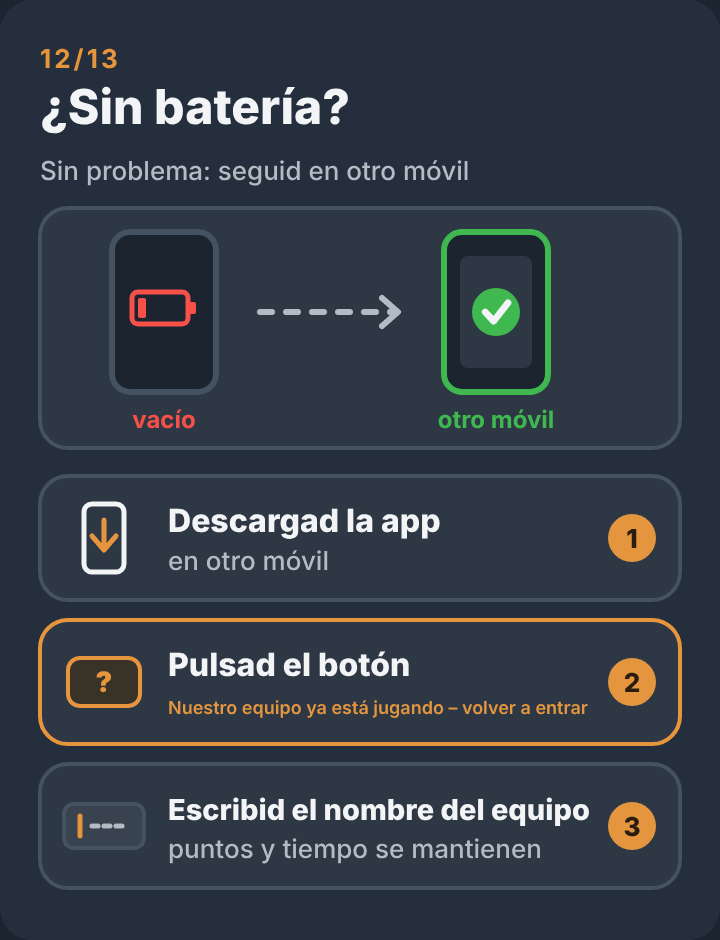 12/13
¿Sin batería?
Sin problema: seguid en otro móvil
vacío
otro móvil
Descargad la app
en otro móvil
1
?
Pulsad el botón
Nuestro equipo ya está jugando – volver a entrar
2
Escribid el nombre del equipo
puntos y tiempo se mantienen
3